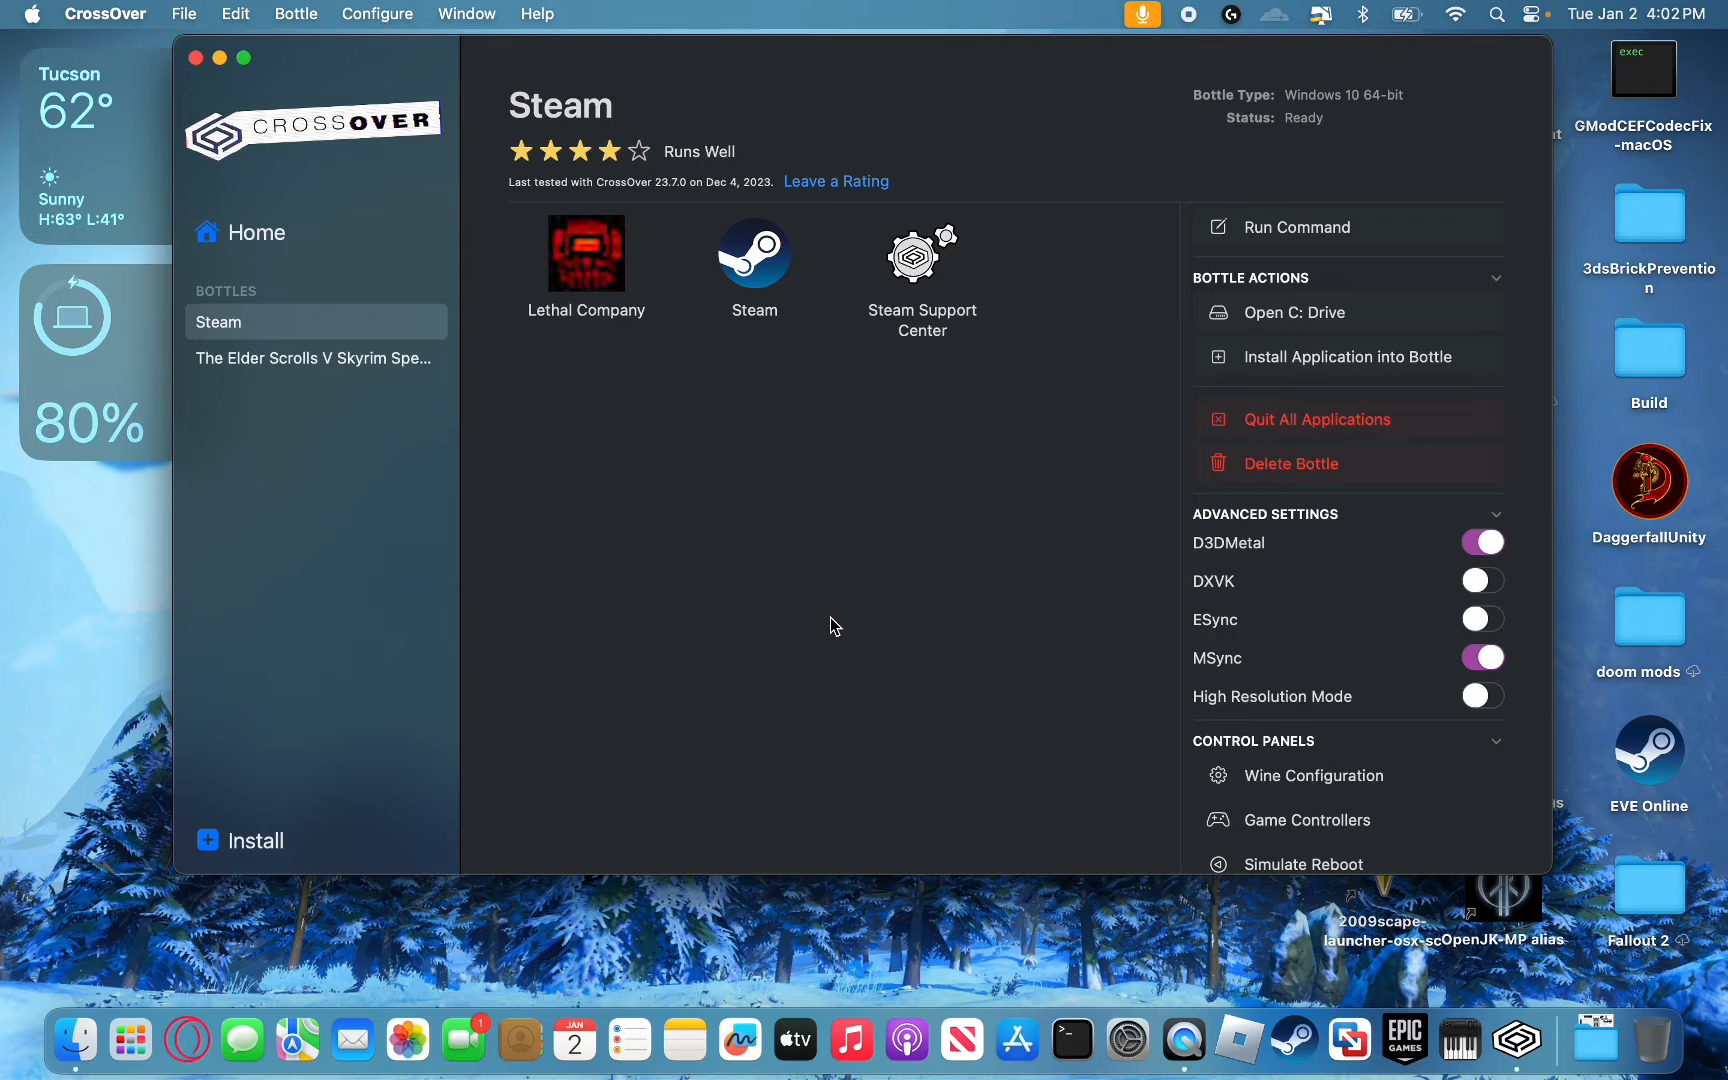 CrossOver File Edit Bottle Configure Window Help
Tue Jan 2 4:02 PM
Tucson
62°
Sunny
H:63° L:41°
80%
CROSSOVER
Home
BOTTLES
Steam
The Elder Scrolls V Skyrim Spe...
Install
Steam
Runs Well
Last tested with CrossOver 23.7.0 on Dec 4, 2023. Leave a Rating
Bottle Type: Windows 10 64-bit
Status: Ready
Lethal Company
Steam
Steam Support
Center
Run Command
BOTTLE ACTIONS
Open C: Drive
Install Application into Bottle
Quit All Applications
Delete Bottle
ADVANCED SETTINGS
D3DMetal
DXVK
ESync
MSync
High Resolution Mode
CONTROL PANELS
Wine Configuration
Game Controllers
Simulate Reboot
exec
GModCEFCodecFix
-macOS
3dsBrickPreventio
n
Build
DaggerfallUnity
doom mods
EVE Online
Fallout 2
2009scape-
launcher-osx-sc
OpenJK-MP alias
1
JAN
2
tv
EPIC
GAMES